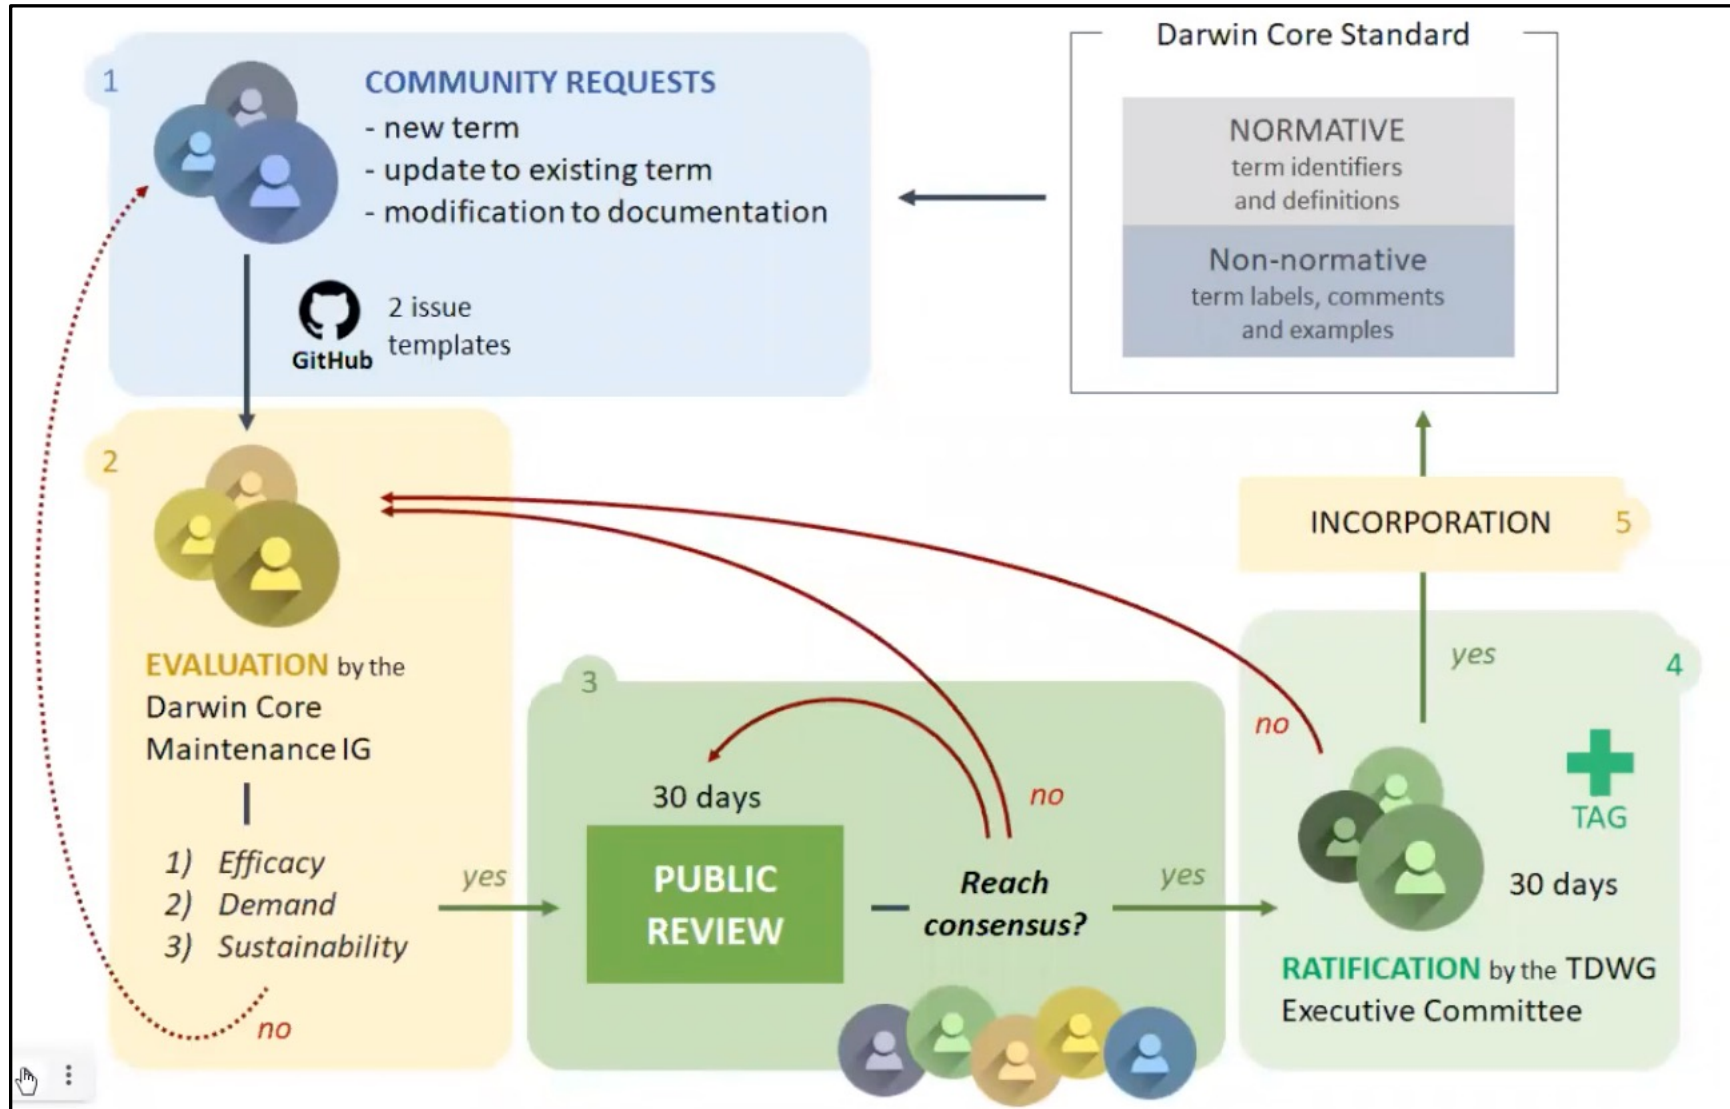 1
COMMUNITY REQUESTS
- new term
- update to existing term
- modification to documentation
GitHub
2 issue
templates
Darwin Core Standard
NORMATIVE
term identifiers
and definitions
Non-normative
term labels, comments
and examples
2
EVALUATION by the
Darwin Core
Maintenance IG
1) Efficacy
2) Demand
3) Sustainability
no
yes
3
30 days
PUBLIC
REVIEW
Reach
consensus?
no
yes
4
no
yes
TAG
30 days
RATIFICATION by the TDWG
Executive Committee
INCORPORATION 5